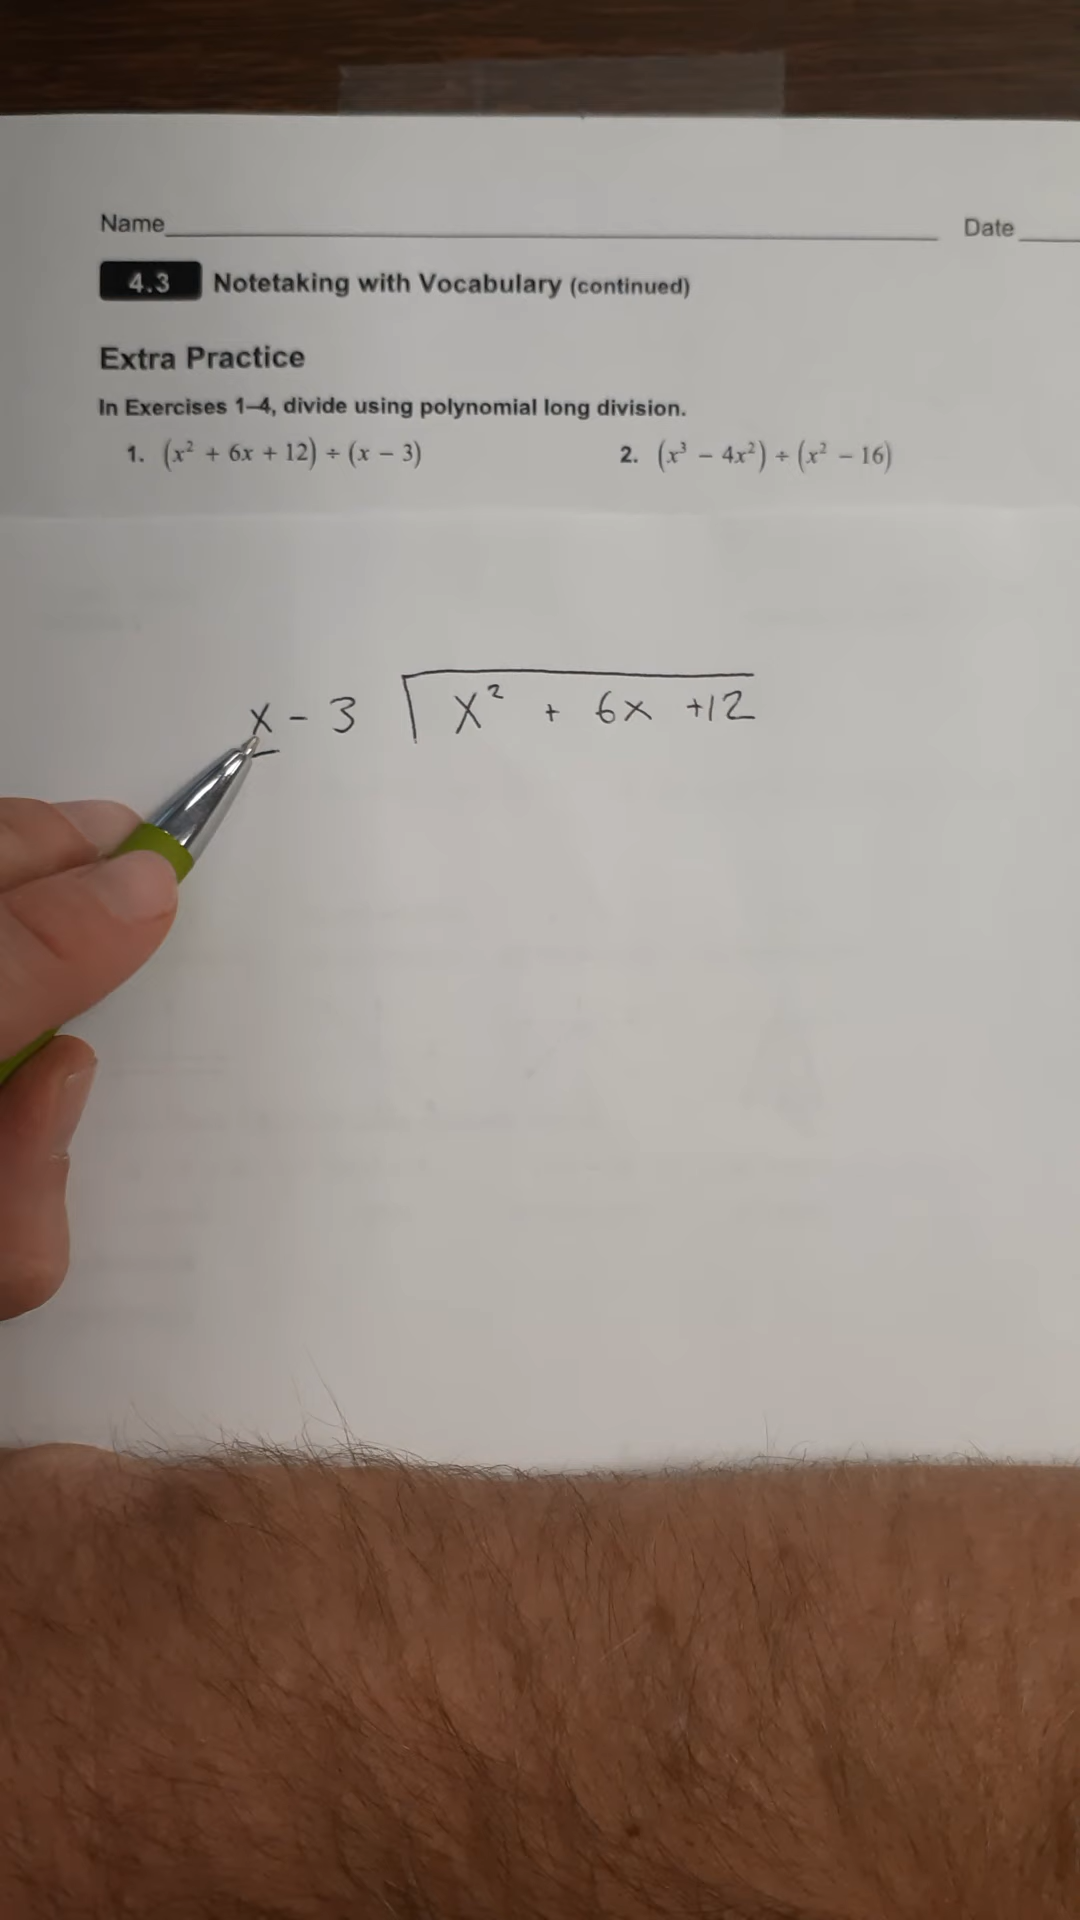 Name Date
4.3 Notetaking with Vocabulary (continued)
Extra Practice
In Exercises 1–4, divide using polynomial long division.
1. (x² + 6x + 12) ÷ (x − 3) 2. (x³ − 4x²) ÷ (x² − 16)
x - 3 x² + 6x +12